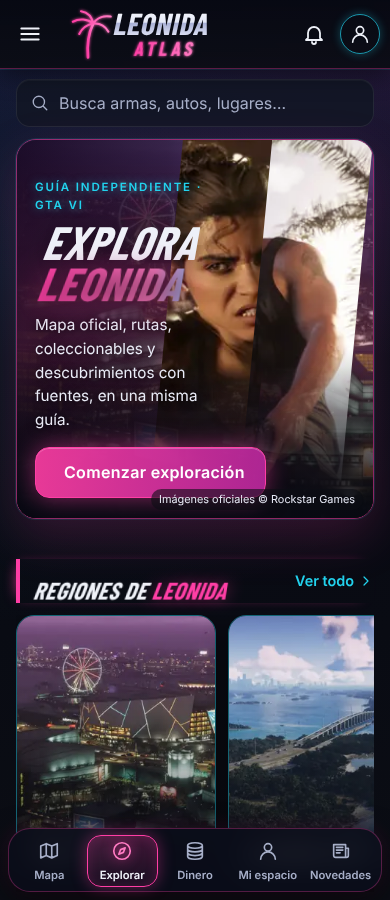 LEONIDA
ATLAS
Busca armas, autos, lugares...
GUÍA INDEPENDIENTE ·
GTA VI
EXPLORA
LEONIDA
Mapa oficial, rutas,
coleccionables y
descubrimientos con
fuentes, en una misma
guía.
Comenzar exploración
Imágenes oficiales © Rockstar Games
REGIONES DE LEONIDA
Ver todo
Mapa
Explorar
Dinero
Mi espacio
Novedades